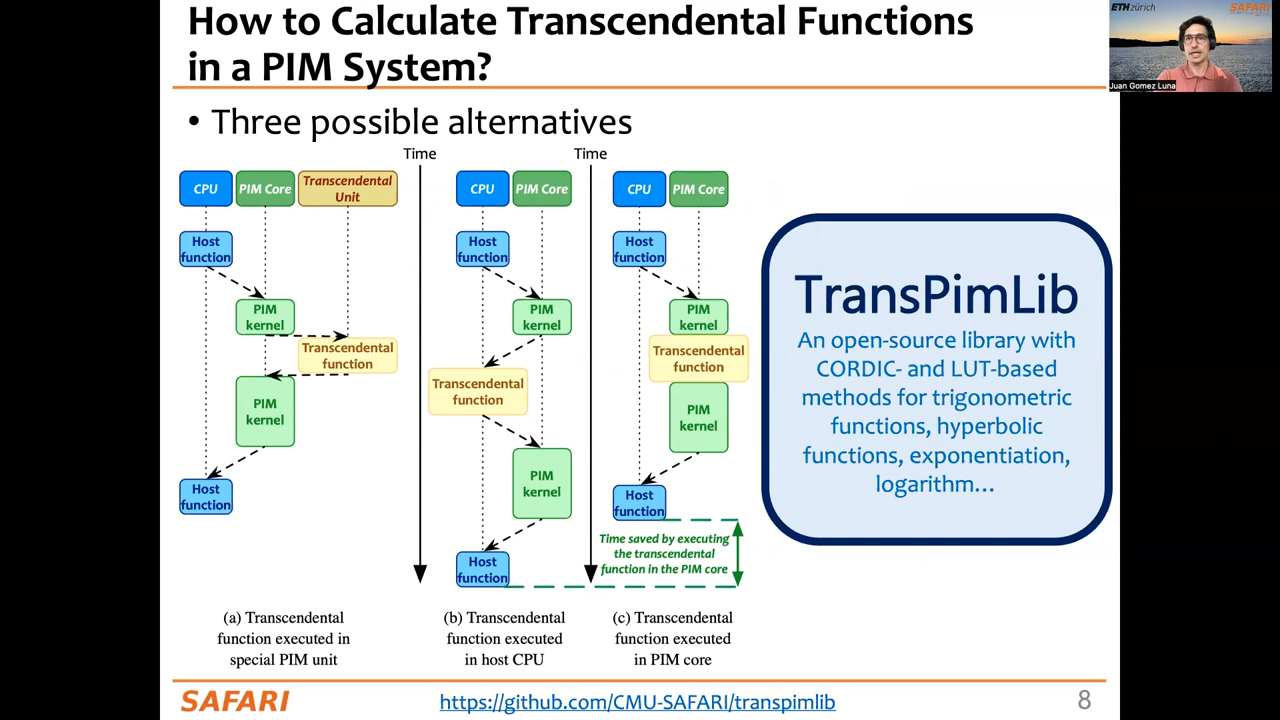 How to Calculate Transcendental Functions
in a PIM System?
ETHzürich
SAFARI
Juan Gomez Luna
• Three possible alternatives
Time
Time
CPU
PIM Core
Transcendental
Unit
Host
function
PIM
kernel
Transcendental
function
PIM
kernel
Host
function
CPU
PIM Core
Host
function
PIM
kernel
Transcendental
function
PIM
kernel
Host
function
CPU
PIM Core
Host
function
PIM
kernel
Transcendental
function
PIM
kernel
Host
function
Time saved by executing
the transcendental
function in the PIM core
(a) Transcendental
function executed in
special PIM unit
(b) Transcendental
function executed
in host CPU
(c) Transcendental
function executed
in PIM core
TransPimLib
An open-source library with
CORDIC- and LUT-based
methods for trigonometric
functions, hyperbolic
functions, exponentiation,
logarithm...
SAFARI
https://github.com/CMU-SAFARI/transpimlib
8